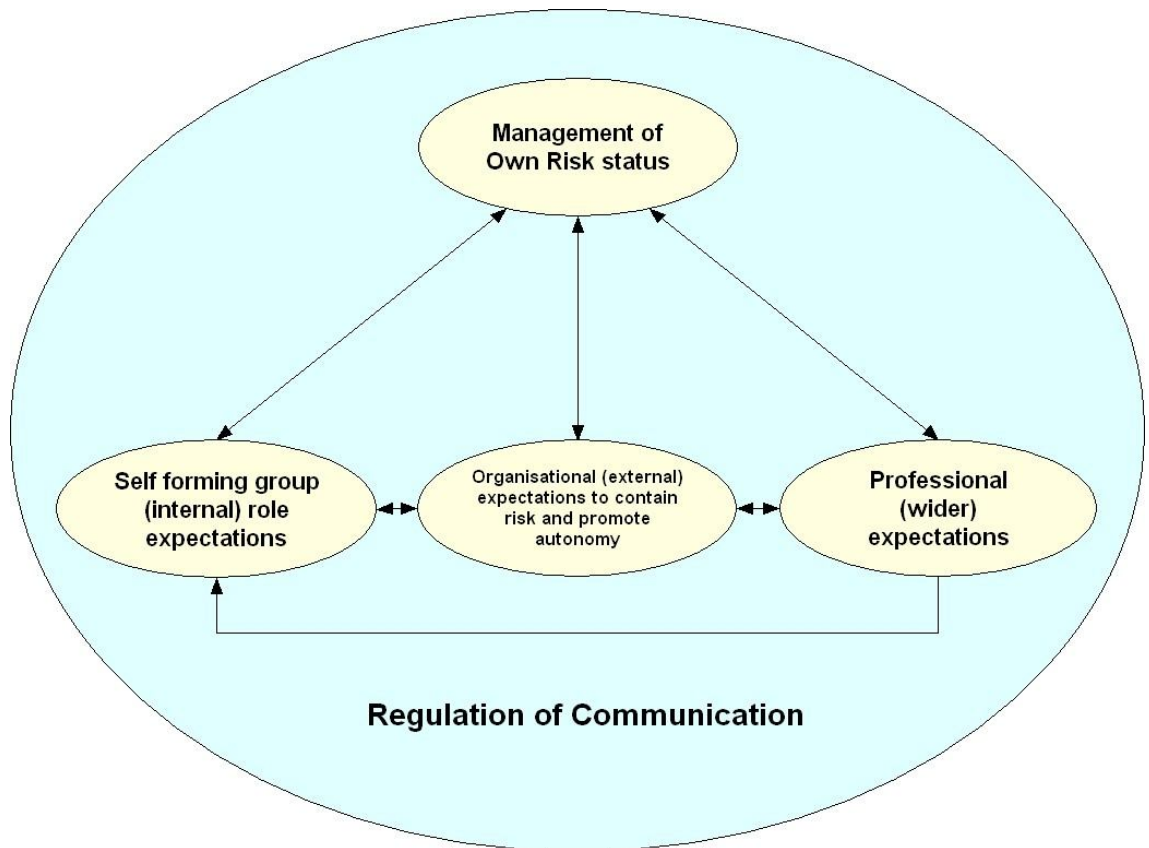 Management of
Own Risk status
Self forming group
(internal) role
expectations
Organisational (external)
expectations to contain
risk and promote
autonomy
Professional
(wider)
expectations
Regulation of Communication